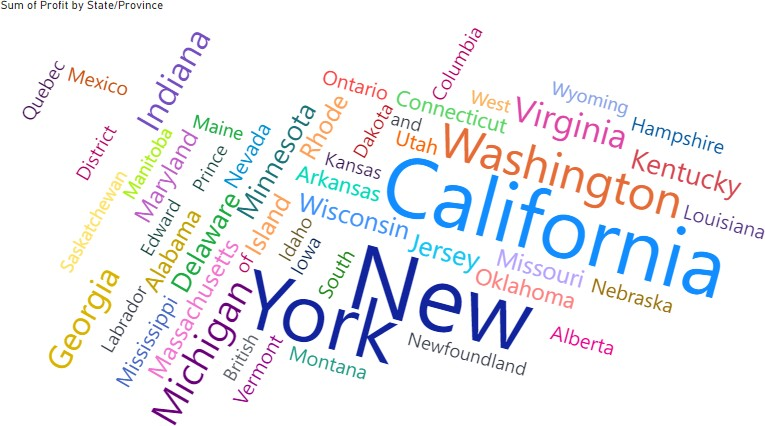 Sum of Profit by State/Province
Columbia
Indiana
Quebec
Mexico
Ontario
Connecticut
West
Wyoming
Virginia
Hampshire
District
Manitoba
Maryland
Maine
Prince
Nevada
Minnesota
Rhode
Dakota
and
Utah
Washington
Kentucky
Kansas
Arkansas
California
Louisiana
Saskatchewan
Edward
Alabama
Delaware
Island
Wisconsin
Idaho
Iowa
Jersey
Missouri
Oklahoma
Nebraska
Georgia
Labrador
Mississippi
Massachusetts
of
Michigan
South
New
York
British
Vermont
Montana
Newfoundland
Alberta